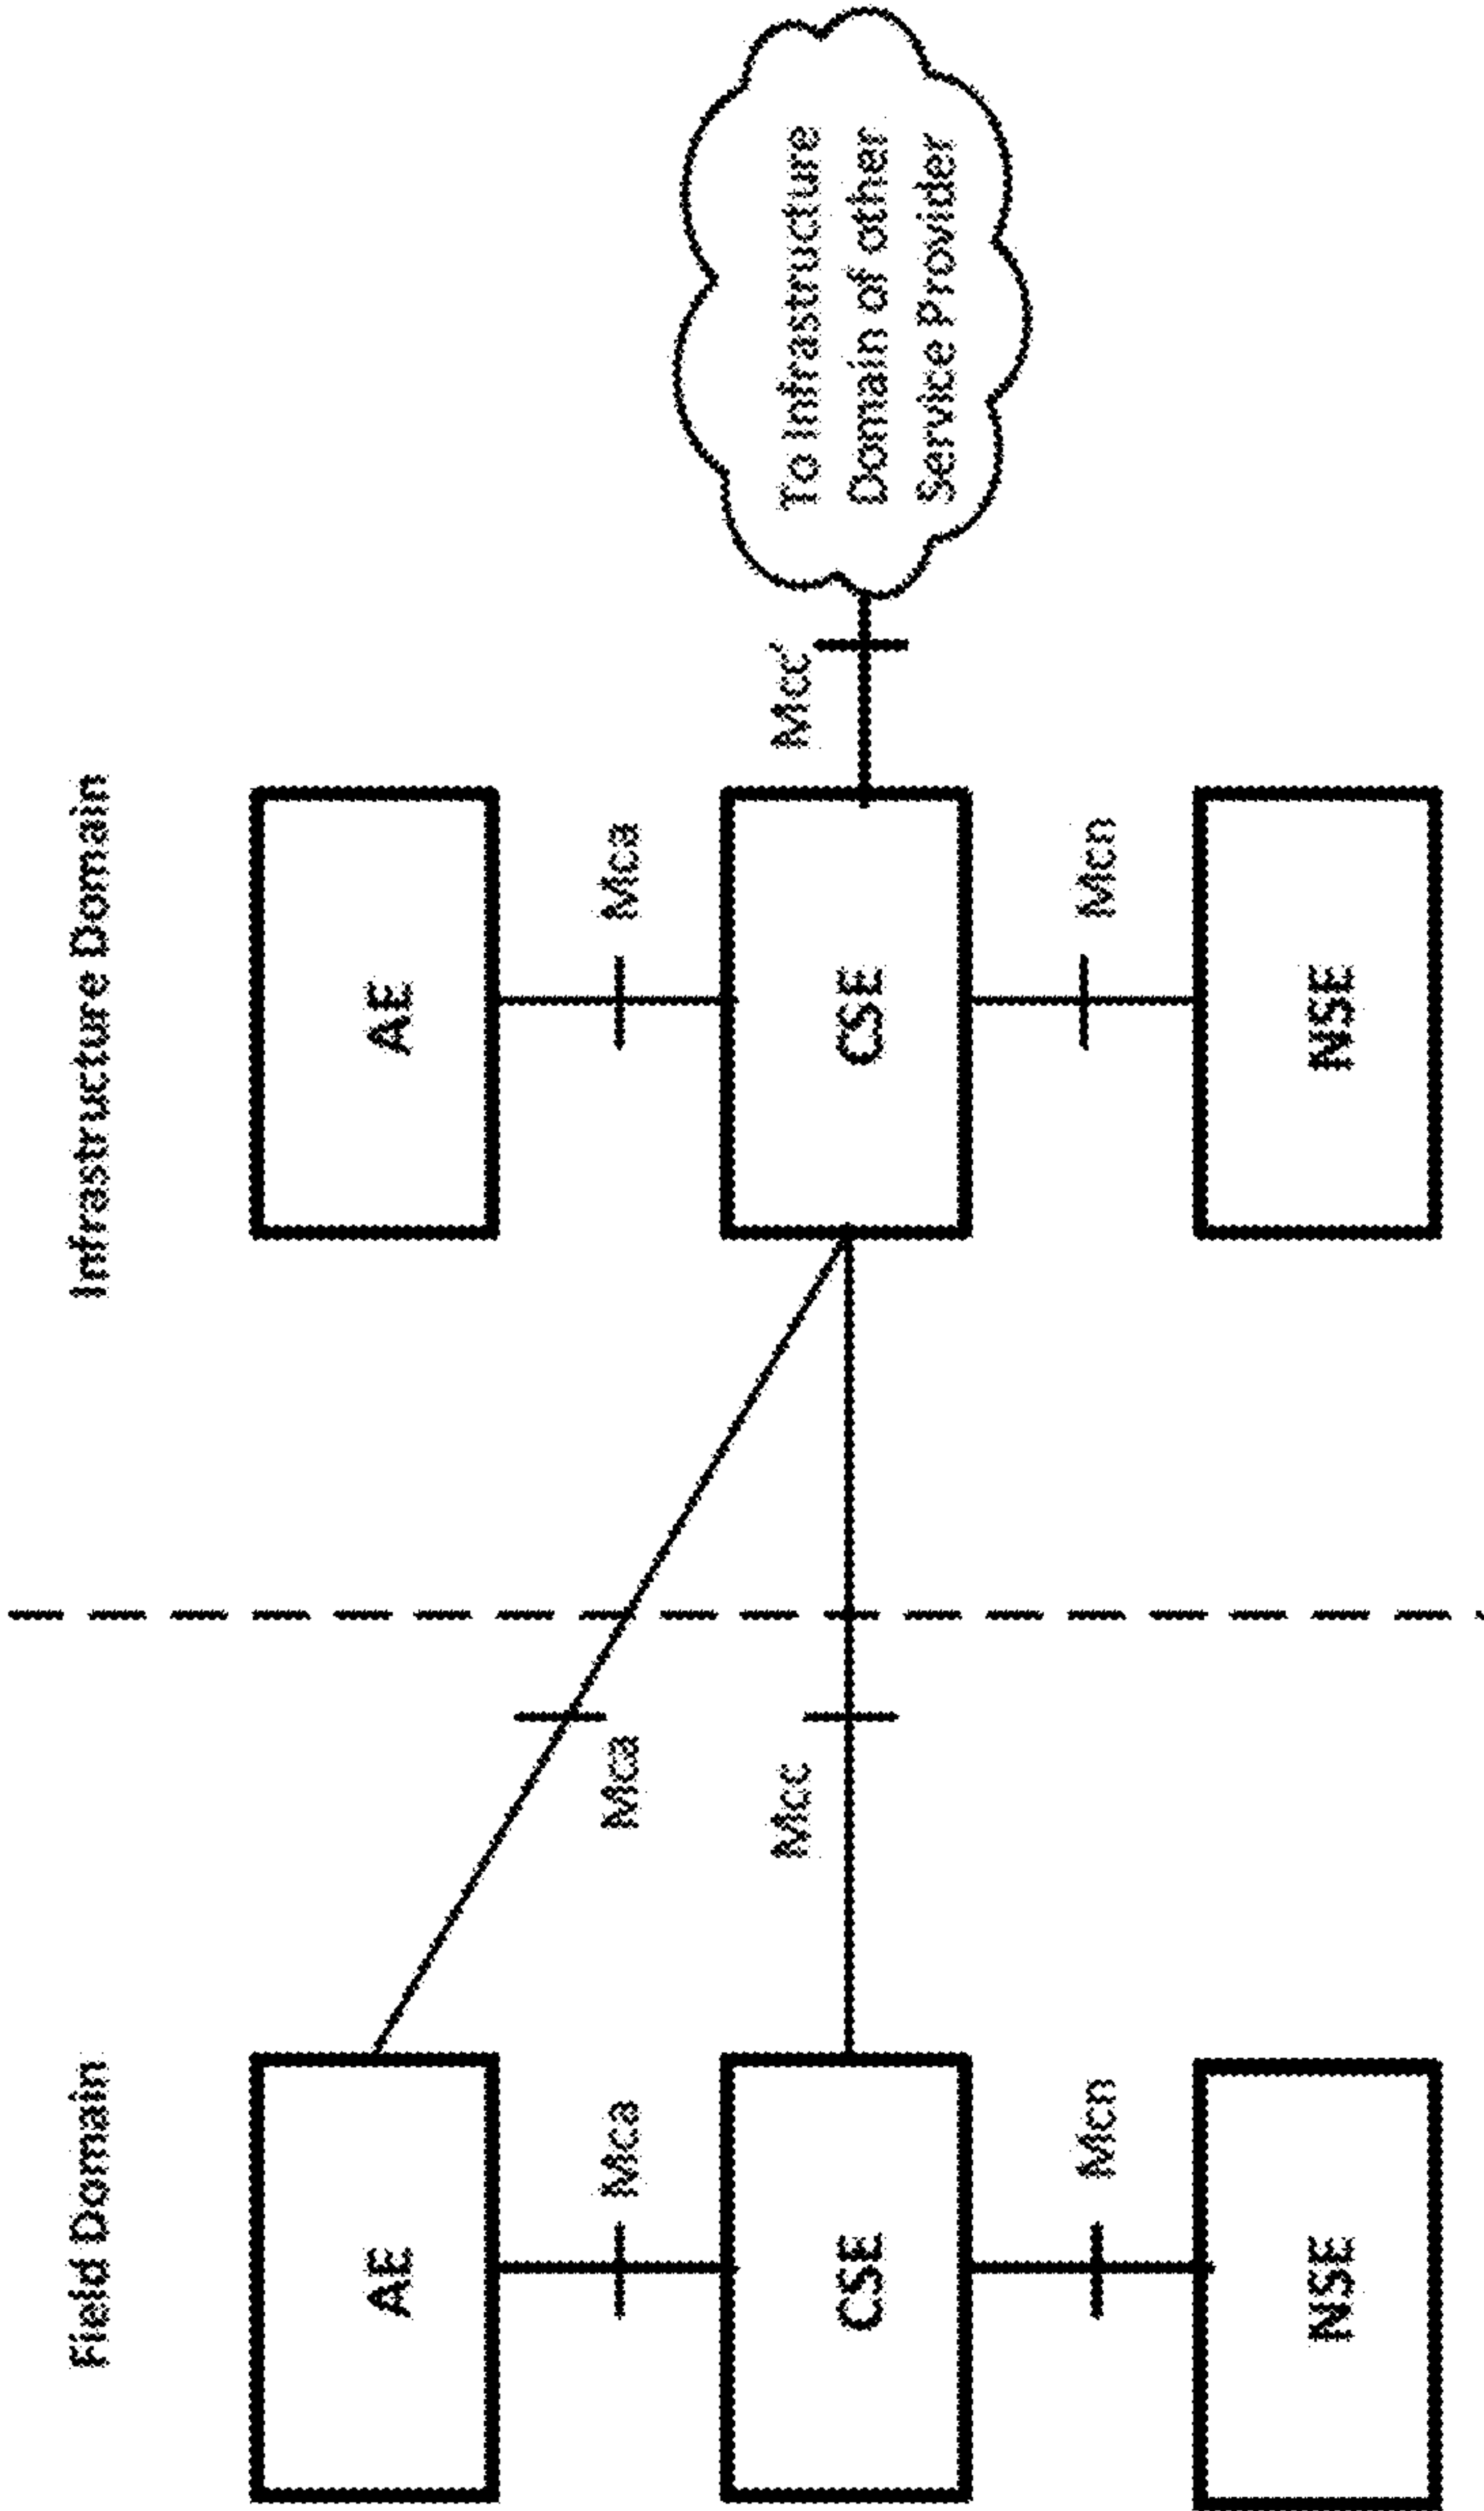 Field Domain
Infrastructure Domain
AE
AE
Mca
Mca
Mca
Mcc
Mcc'
CSE
CSE
To Infrastructure
Domain of other
Service Provider
Mcn
Mcn
NSE
NSE